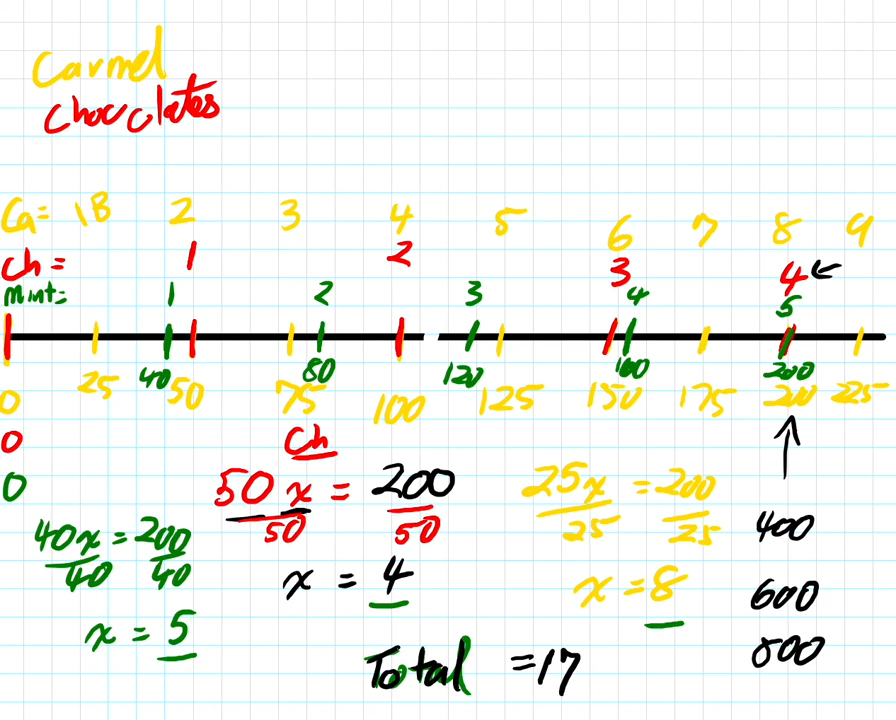 Carmel
Chocolates
Ca= 1B 2 3 4 5 6 7 8 9
Ch = 1 2 3 4 ←
mint= 1 2 3 4 5
40 80 120 160 200
0 25 50 75 100 125 150 175 200 225
0
0
Ch
50x = 200
50 50
x = 4
25x = 200
25 25
x = 8
40x = 200
40 40
x = 5
↑
400
600
800
Total = 17